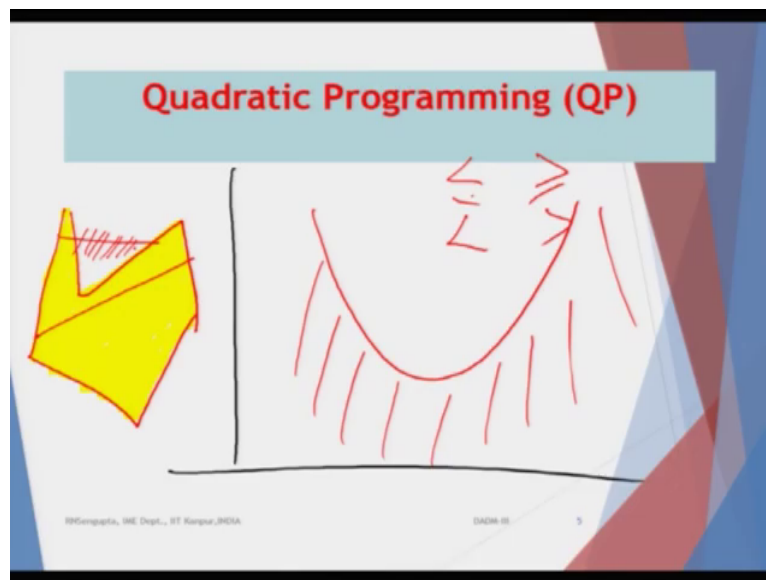 Quadratic Programming (QP)
≤ ≥
< >
RNSengupta, IME Dept., IIT Kanpur,INDIA DADM-III 5